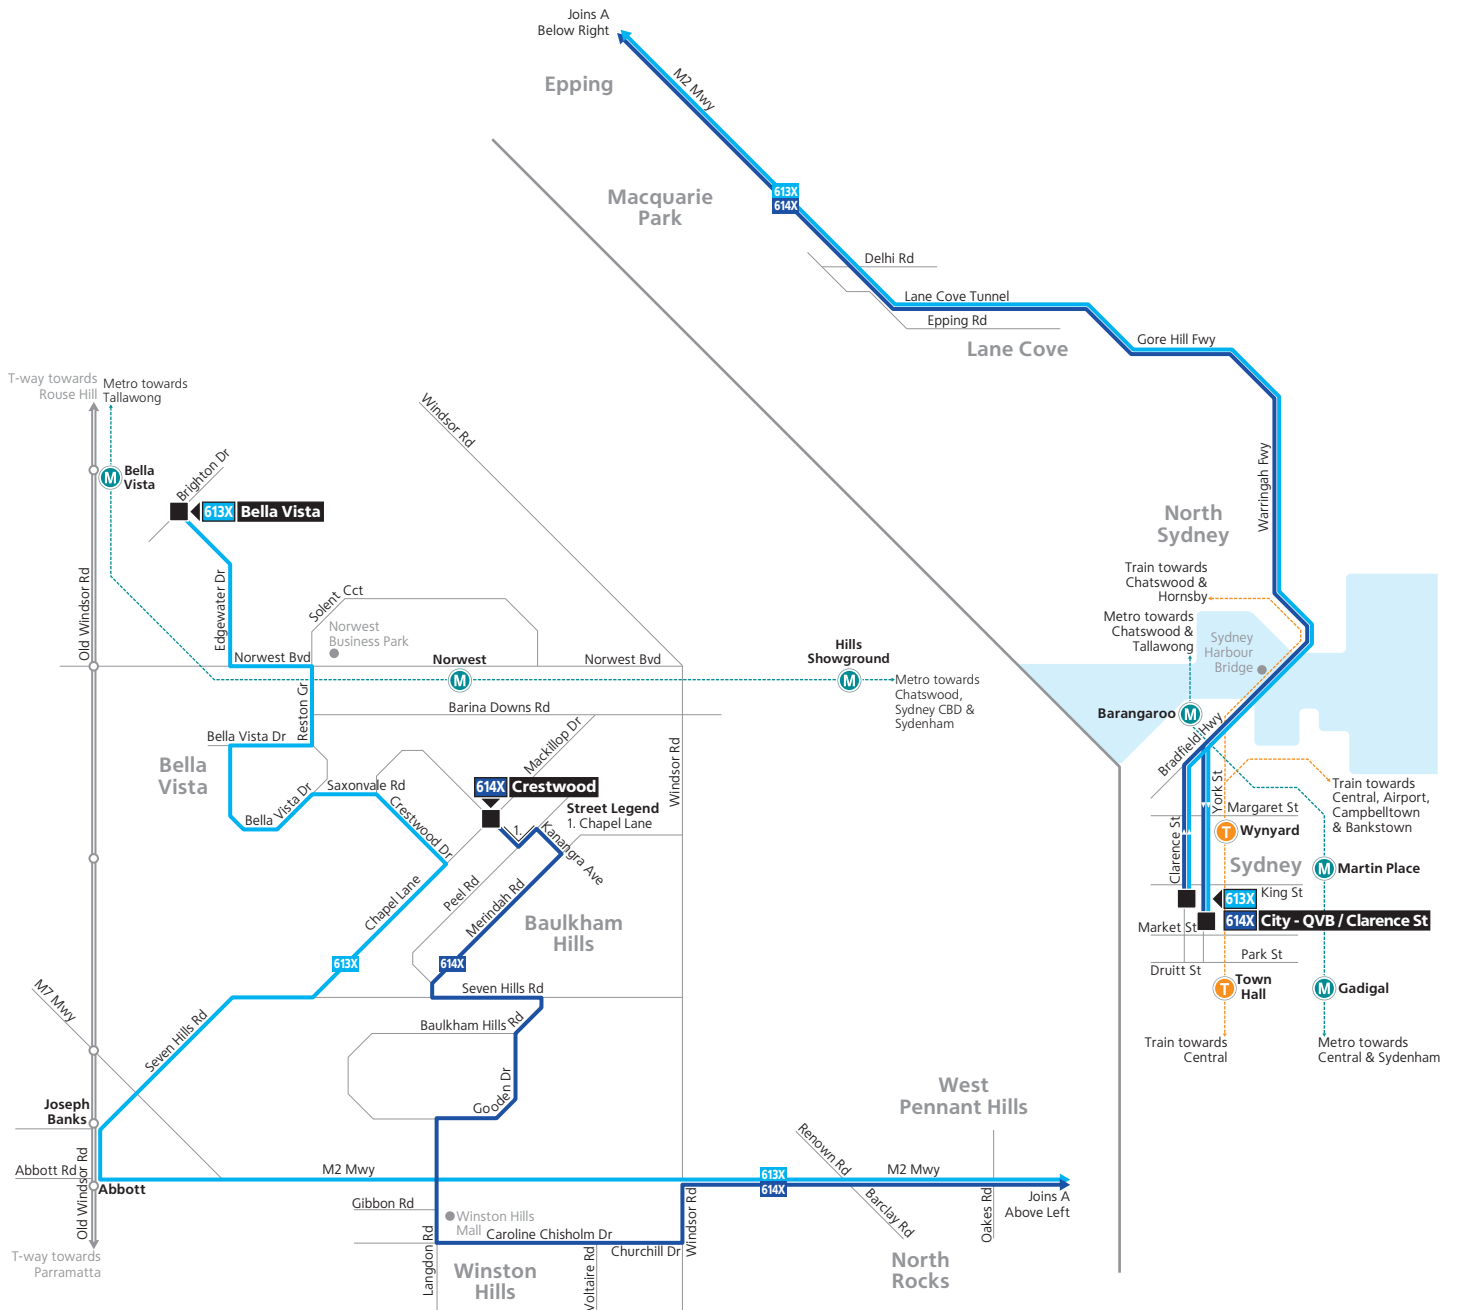 Joins A
Below Right
Epping
M2 Mwy
Macquarie
Park
613X
614X
Delhi Rd
Lane Cove Tunnel
Epping Rd
Lane Cove
Gore Hill Fwy
Warringah Fwy
North
Sydney
Train towards
Chatswood &
Hornsby
Metro towards
Chatswood &
Tallawong
Sydney
Harbour
Bridge
Barangaroo
M
Bradfield Hwy
York St
Clarence St
Margaret St
T
Wynyard
Train towards
Central, Airport,
Campbelltown
& Bankstown
Sydney
M
Martin Place
613X
King St
614X
City - QVB / Clarence St
Market St
Park St
Druitt St
T
Town
Hall
M
Gadigal
Train towards
Central
Metro towards
Central & Sydenham
T-way towards
Rouse Hill
Metro towards
Tallawong
Windsor Rd
M
Bella
Vista
Brighton Dr
613X
Bella Vista
Old Windsor Rd
Edgewater Dr
Solent Cct
Norwest
Business Park
Norwest Bvd
Norwest
M
Norwest Bvd
Hills
Showground
M
Metro towards
Chatswood,
Sydney CBD &
Sydenham
Reston Gr
Barina Downs Rd
Bella Vista Dr
Mackillop Dr
Windsor Rd
Bella
Vista
Bella Vista Dr
Saxonvale Rd
Crestwood Dr
614X
Crestwood
Street Legend
1. Chapel Lane
1.
Kanangra Ave
Chapel Lane
Peel Rd
Merindah Rd
Baulkham
Hills
613X
614X
Seven Hills Rd
M7 Mwy
Seven Hills Rd
Baulkham Hills Rd
Gooden Dr
Joseph
Banks
West
Pennant Hills
Abbott Rd
Old Windsor Rd
Abbott
M2 Mwy
613X
614X
Renown Rd
M2 Mwy
Joins A
Above Left
Gibbon Rd
Winston Hills
Mall
Langdon Rd
Caroline Chisholm Dr
Voltaire Rd
Churchill Dr
Windsor Rd
Barclay Rd
Oakes Rd
North
Rocks
Winston
Hills
T-way towards
Parramatta